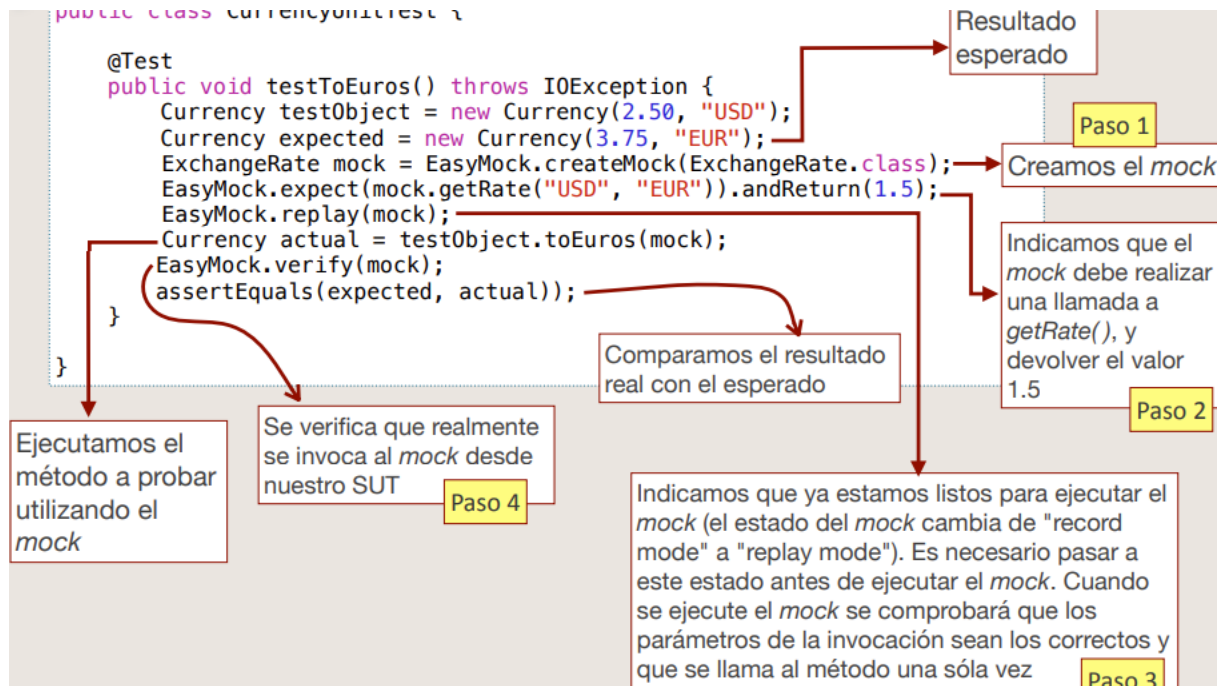 public class CurrencyUnitTest {
@Test
public void testToEuros() throws IOException {
Currency testObject = new Currency(2.50, "USD");
Currency expected = new Currency(3.75, "EUR");
ExchangeRate mock = EasyMock.createMock(ExchangeRate.class);
EasyMock.expect(mock.getRate("USD", "EUR")).andReturn(1.5);
EasyMock.replay(mock);
Currency actual = testObject.toEuros(mock);
EasyMock.verify(mock);
assertEquals(expected, actual));
}
}
Resultado
esperado
Paso 1
Creamos el mock
Indicamos que el
mock debe realizar
una llamada a
getRate(), y
devolver el valor
1.5
Paso 2
Comparamos el resultado
real con el esperado
Ejecutamos el
método a probar
utilizando el
mock
Se verifica que realmente
se invoca al mock desde
nuestro SUT
Paso 4
Indicamos que ya estamos listos para ejecutar el
mock (el estado del mock cambia de "record
mode" a "replay mode"). Es necesario pasar a
este estado antes de ejecutar el mock. Cuando
se ejecute el mock se comprobará que los
parámetros de la invocación sean los correctos y
que se llama al método una sóla vez
Paso 3